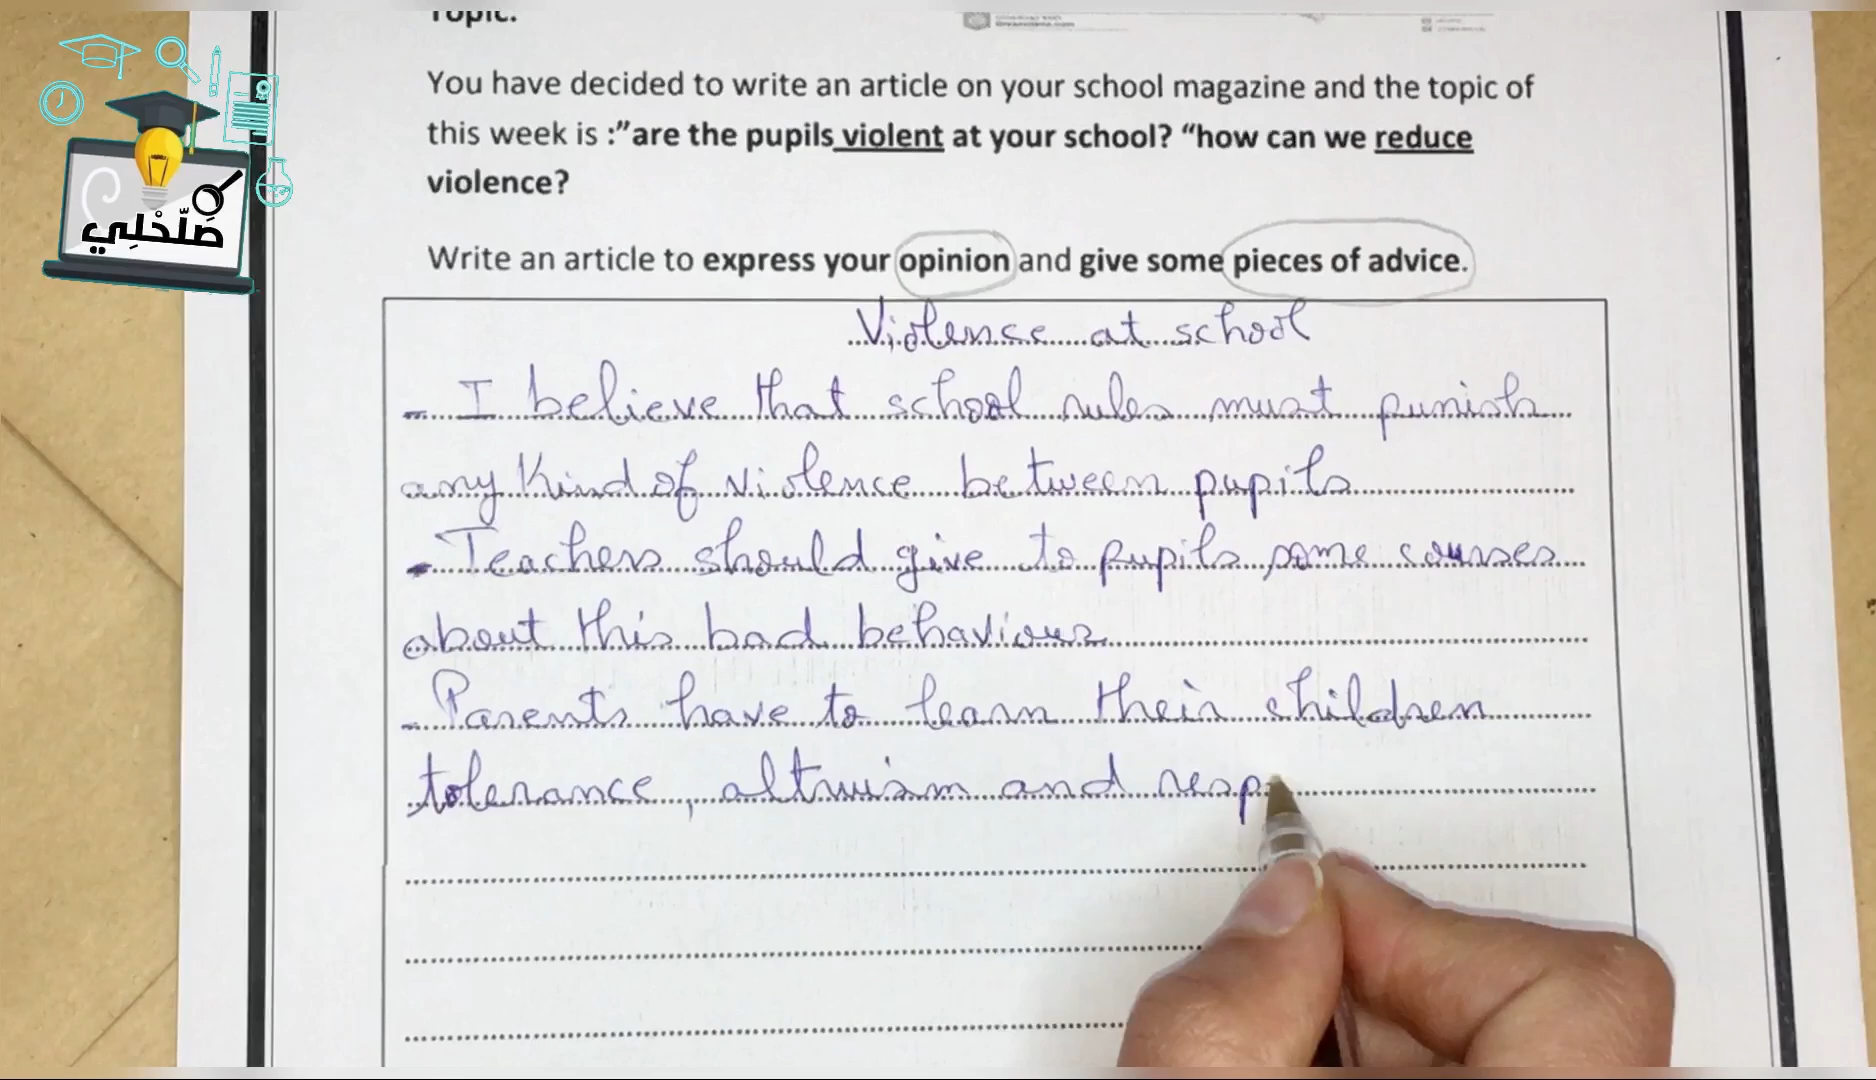 Topic:
You have decided to write an article on your school magazine and the topic of
this week is :”are the pupils violent at your school? “how can we reduce
violence?
Write an article to express your opinion and give some pieces of advice.
صَلَّحْلِي
Violence at school
- I believe that school rules must punish
any kind of violence between pupils
- Teachers should give to pupils some courses
about this bad behaviour
- Parents have to learn their children
tolerance, altruism and resp